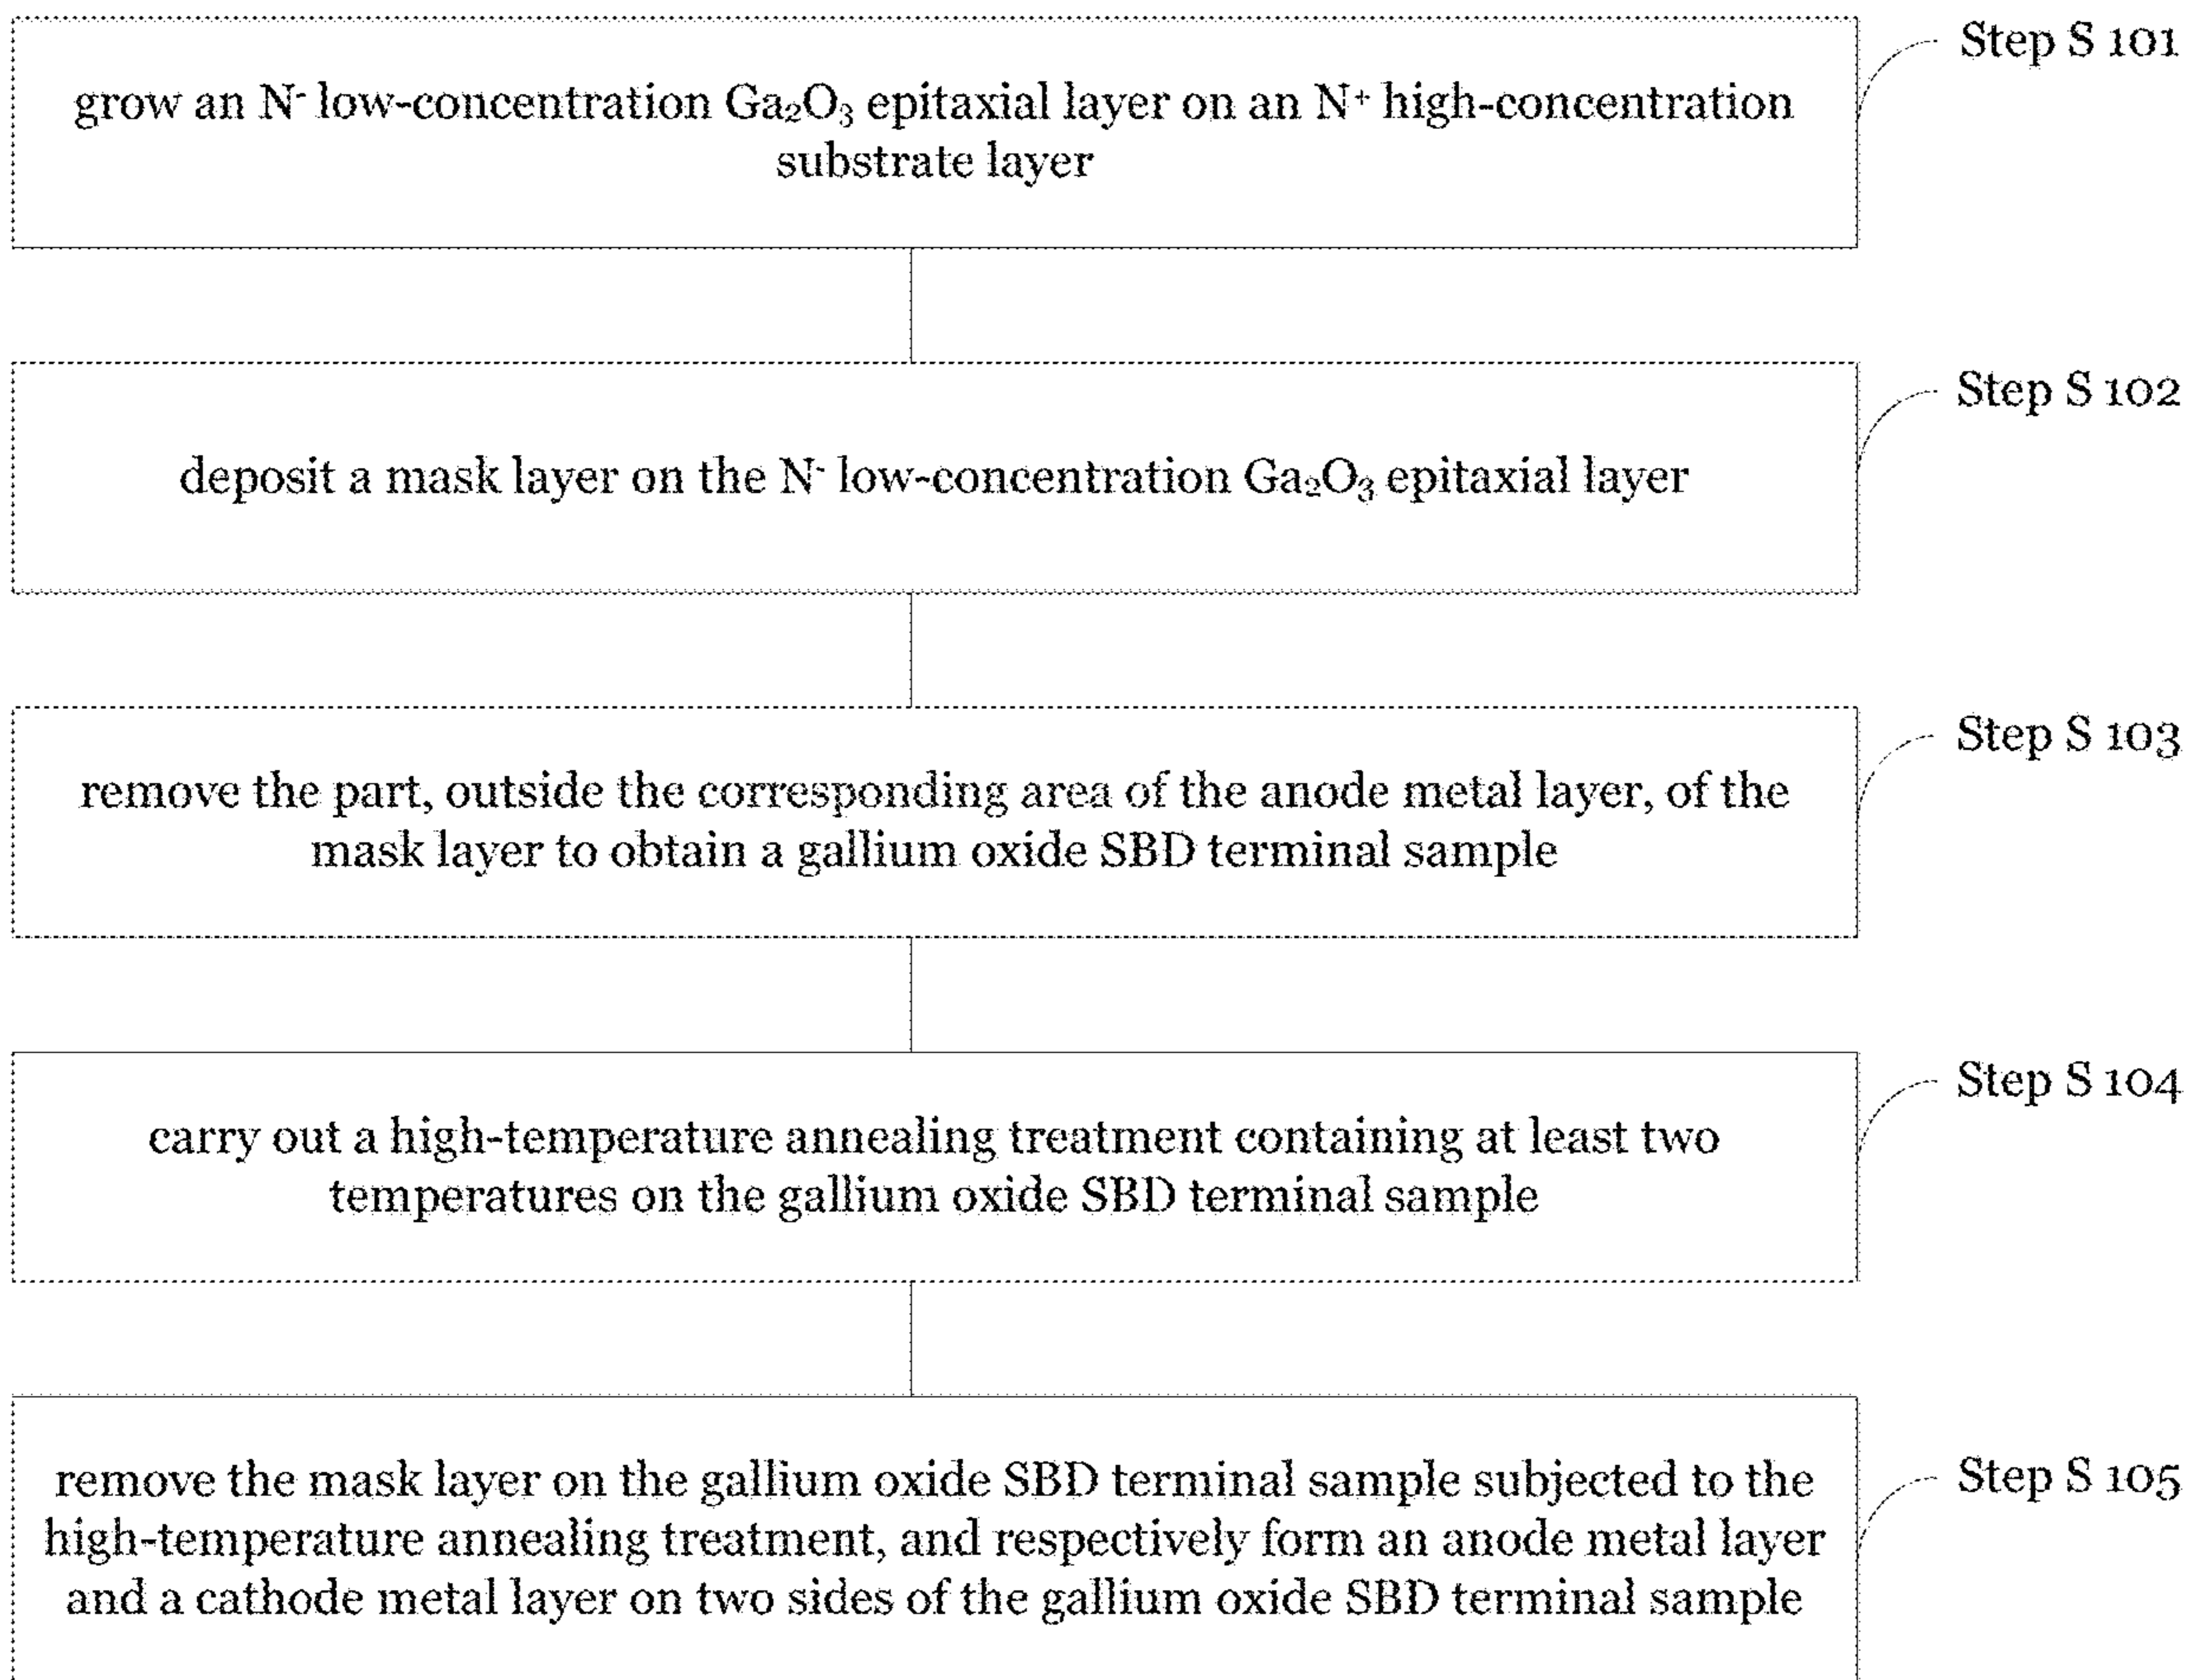 Step S 101
grow an N⁻ low-concentration Ga₂O₃ epitaxial layer on an N⁺ high-concentration
substrate layer
Step S 102
deposit a mask layer on the N⁻ low-concentration Ga₂O₃ epitaxial layer
Step S 103
remove the part, outside the corresponding area of the anode metal layer, of the
mask layer to obtain a gallium oxide SBD terminal sample
Step S 104
carry out a high-temperature annealing treatment containing at least two
temperatures on the gallium oxide SBD terminal sample
Step S 105
remove the mask layer on the gallium oxide SBD terminal sample subjected to the
high-temperature annealing treatment, and respectively form an anode metal layer
and a cathode metal layer on two sides of the gallium oxide SBD terminal sample